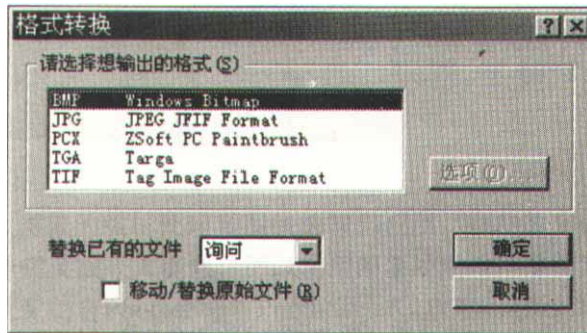 格式转换
请选择想输出的格式(S)
BMP Windows Bitmap
JPG JPEG JFIF Format
PCX ZSoft PC Paintbrush
TGA Targa
TIF Tag Image File Format
选项(O)...
替换已有的文件 询问
确定
移动/替换原始文件(R)
取消